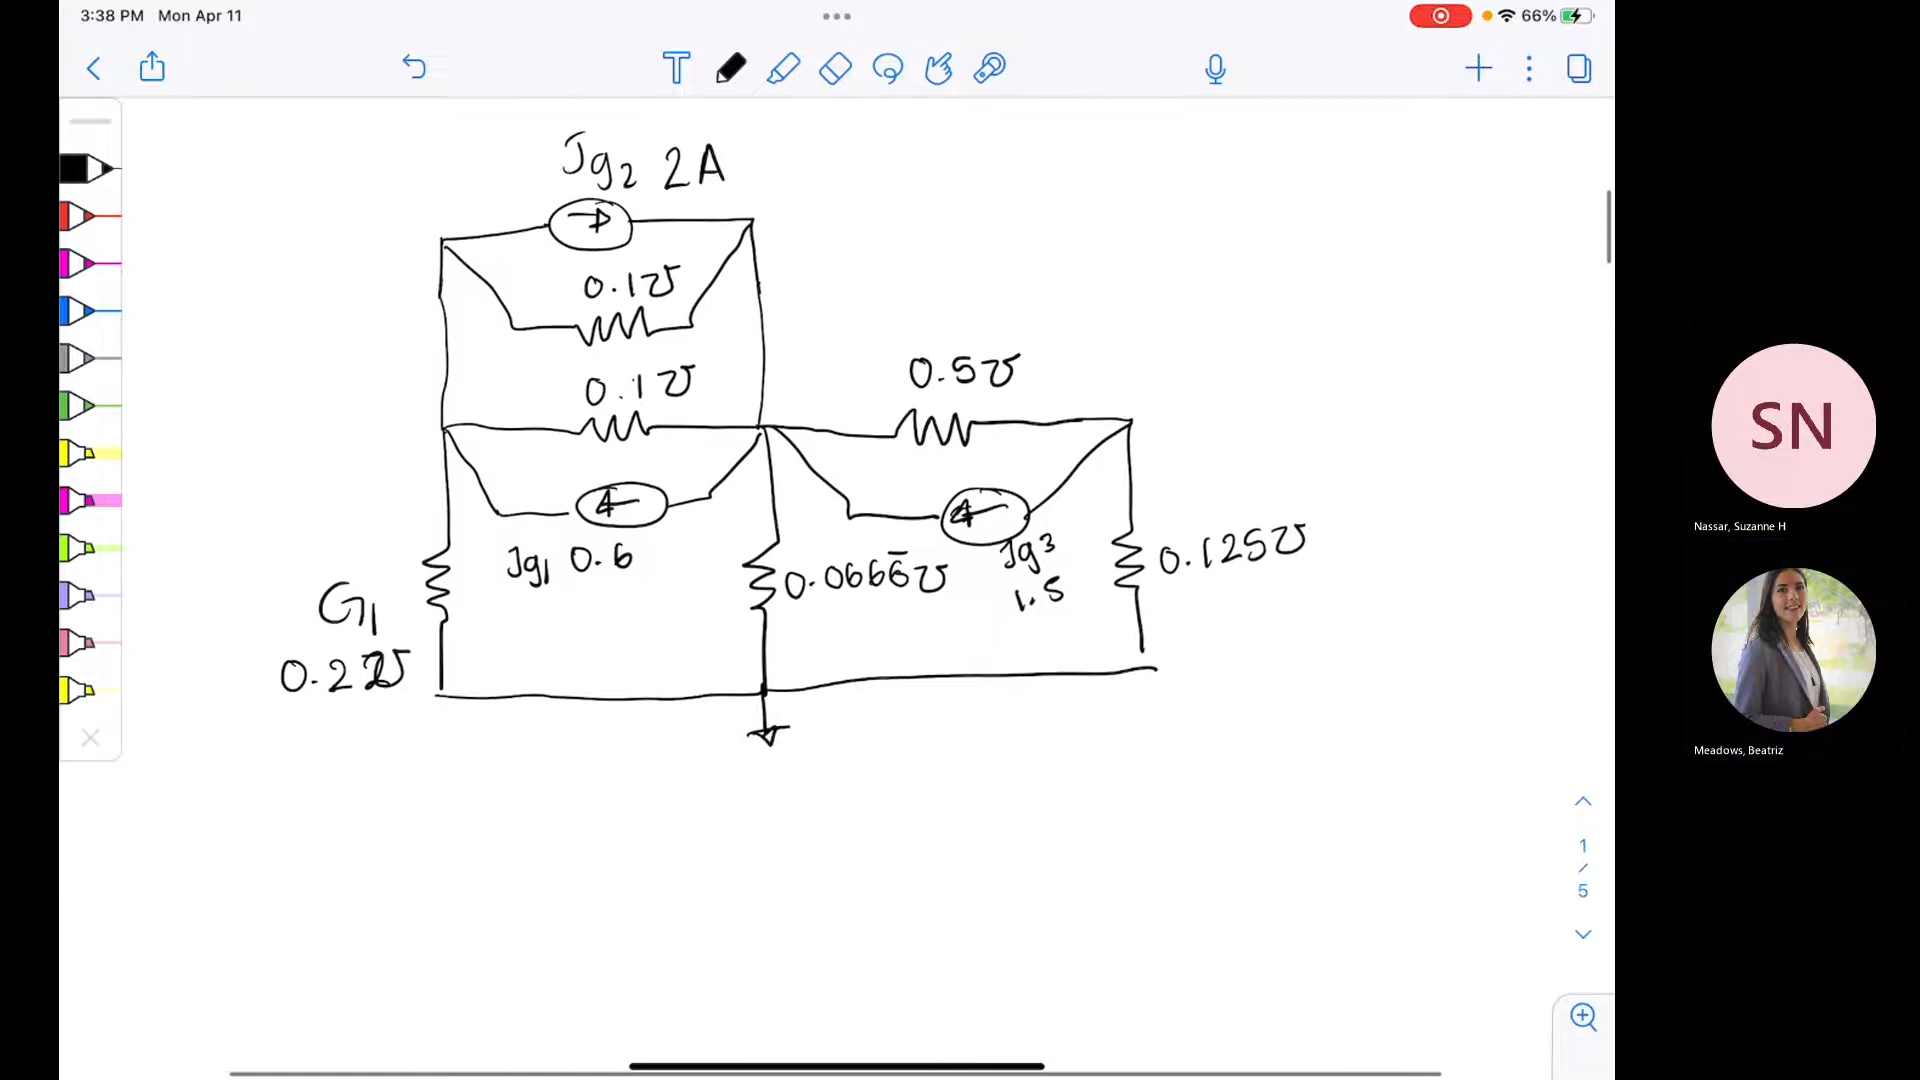 3:38 PM Mon Apr 11
66%
Jg2 2A
0.1℧
0.1℧
0.5℧
Jg1 0.6
0.0666̅℧
Jg3
1.5
0.125℧
G1
0.2℧
SN
Nassar, Suzanne H
Meadows, Beatriz
1
/
5